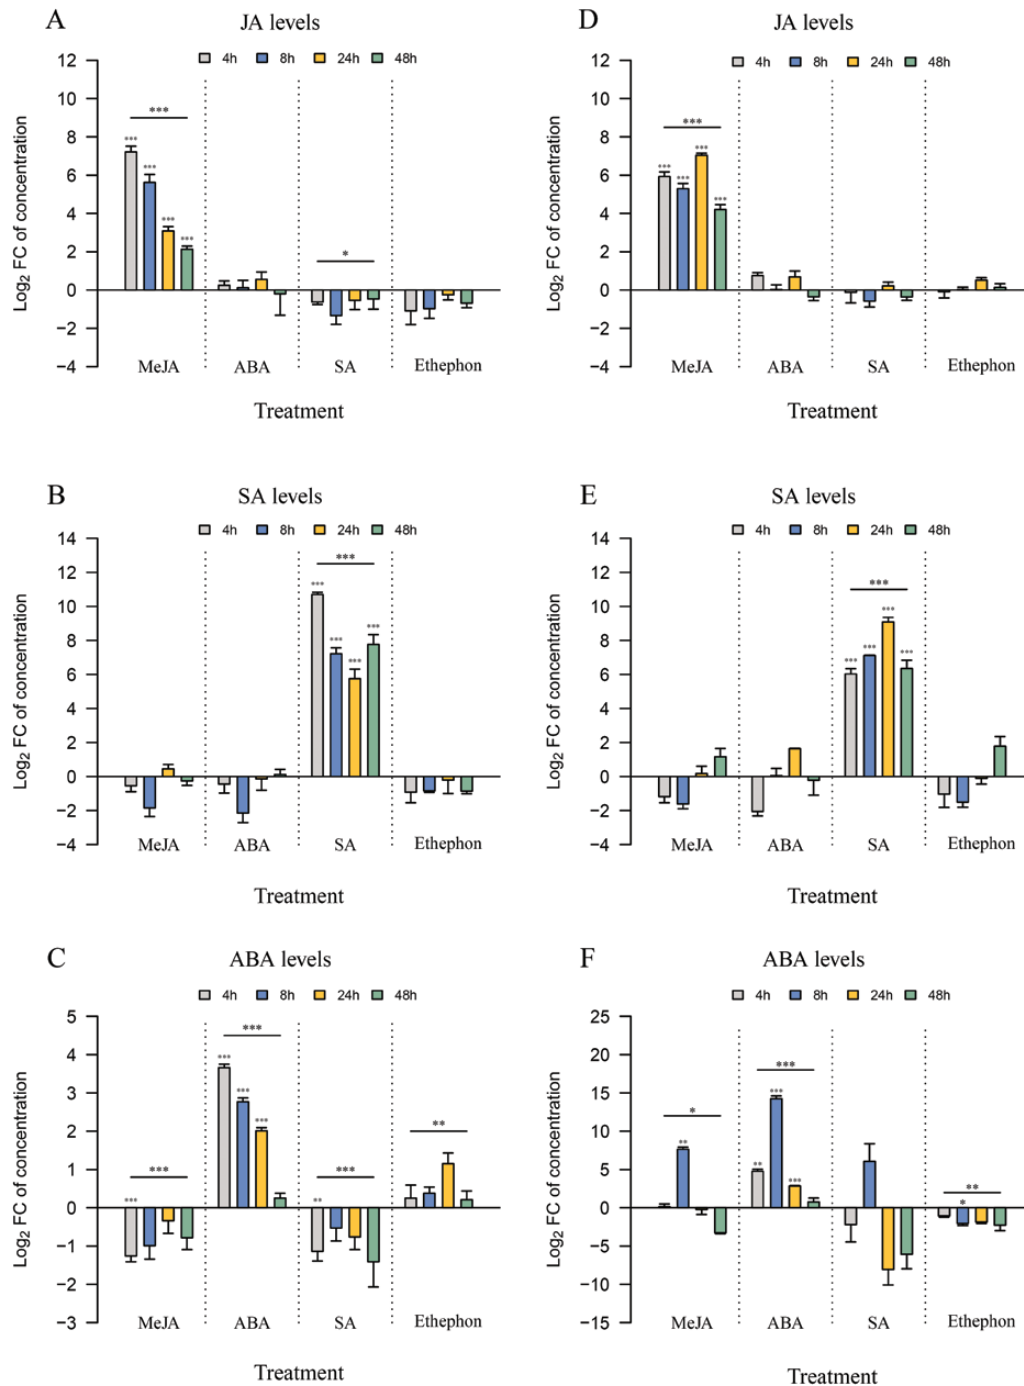 A
JA levels
4h 8h 24h 48h
Log2 FC of concentration
12
10
8
6
4
2
0
−2
−4
***
*** *** *** ***
*
MeJA ABA SA Ethephon
Treatment
D
JA levels
4h 8h 24h 48h
Log2 FC of concentration
12
10
8
6
4
2
0
−2
−4
***
*** *** *** ***
MeJA ABA SA Ethephon
Treatment
B
SA levels
4h 8h 24h 48h
Log2 FC of concentration
14
12
10
8
6
4
2
0
−2
−4
***
*** *** *** ***
MeJA ABA SA Ethephon
Treatment
E
SA levels
4h 8h 24h 48h
Log2 FC of concentration
14
12
10
8
6
4
2
0
−2
−4
***
*** *** *** ***
MeJA ABA SA Ethephon
Treatment
C
ABA levels
4h 8h 24h 48h
Log2 FC of concentration
5
4
3
2
1
0
−1
−2
−3
*** *** *** **
*** *** *** *** **
MeJA ABA SA Ethephon
Treatment
F
ABA levels
4h 8h 24h 48h
Log2 FC of concentration
25
20
15
10
5
0
−5
−10
−15
* *** **
** ** *** *** *
MeJA ABA SA Ethephon
Treatment